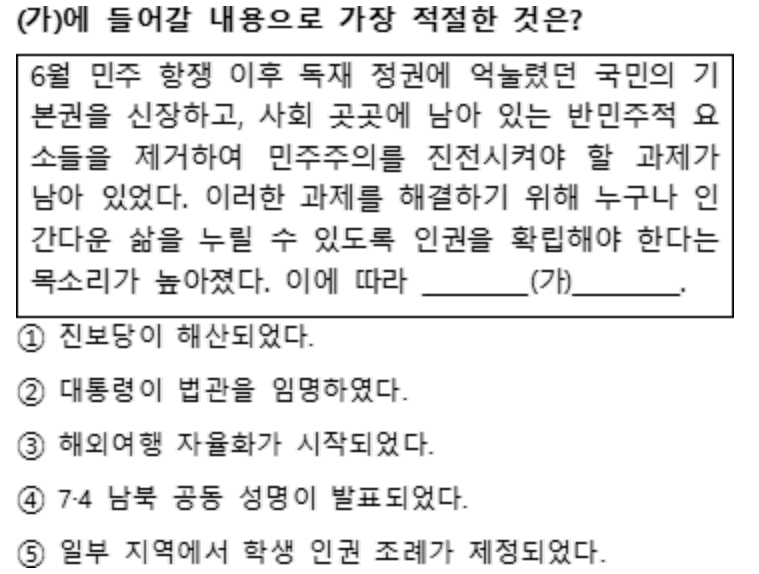 (가)에 들어갈 내용으로 가장 적절한 것은?
6월 민주 항쟁 이후 독재 정권에 억눌렸던 국민의 기
본권을 신장하고, 사회 곳곳에 남아 있는 반민주적 요
소들을 제거하여 민주주의를 진전시켜야 할 과제가
남아 있었다. 이러한 과제를 해결하기 위해 누구나 인
간다운 삶을 누릴 수 있도록 인권을 확립해야 한다는
목소리가 높아졌다. 이에 따라 ________(가)________.
① 진보당이 해산되었다.
② 대통령이 법관을 임명하였다.
③ 해외여행 자율화가 시작되었다.
④ 7·4 남북 공동 성명이 발표되었다.
⑤ 일부 지역에서 학생 인권 조례가 제정되었다.